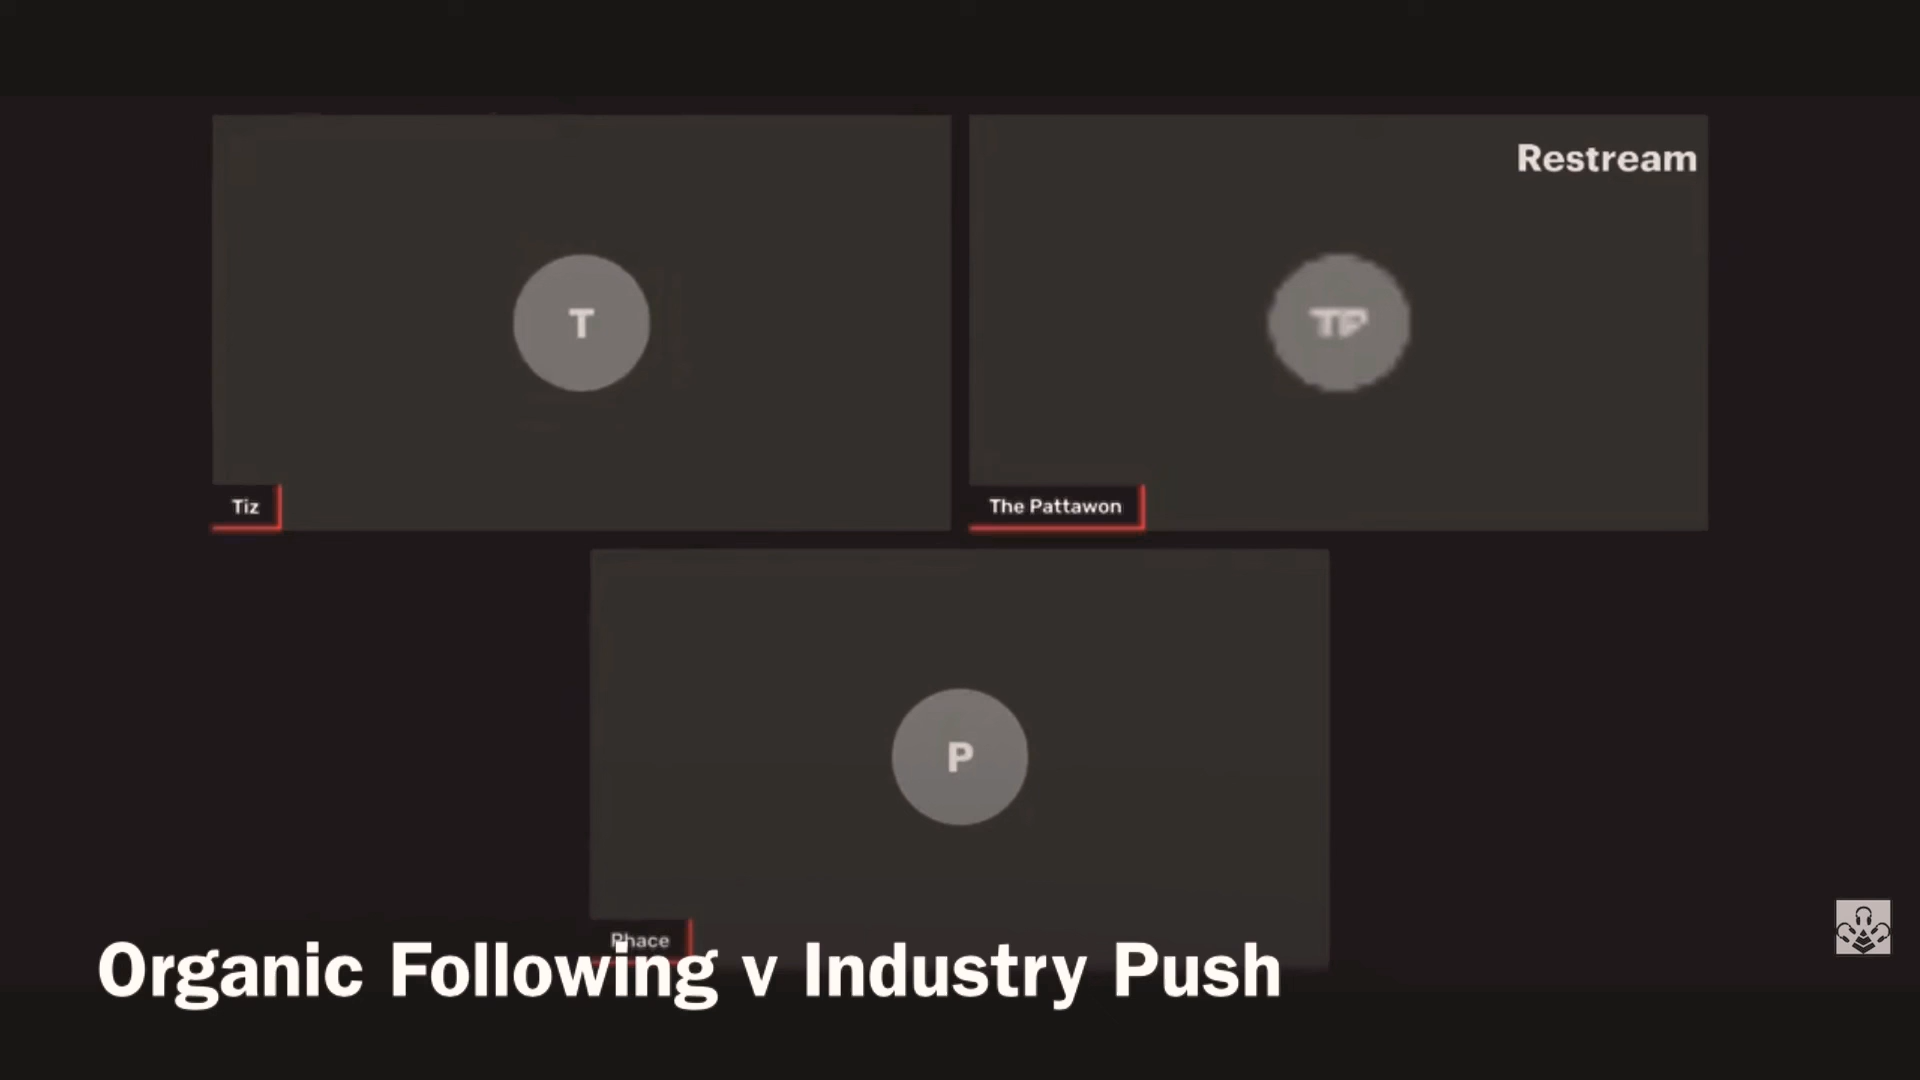 Restream
T
TP
Tiz
The Pattawon
P
Phace
Organic Following v Industry Push